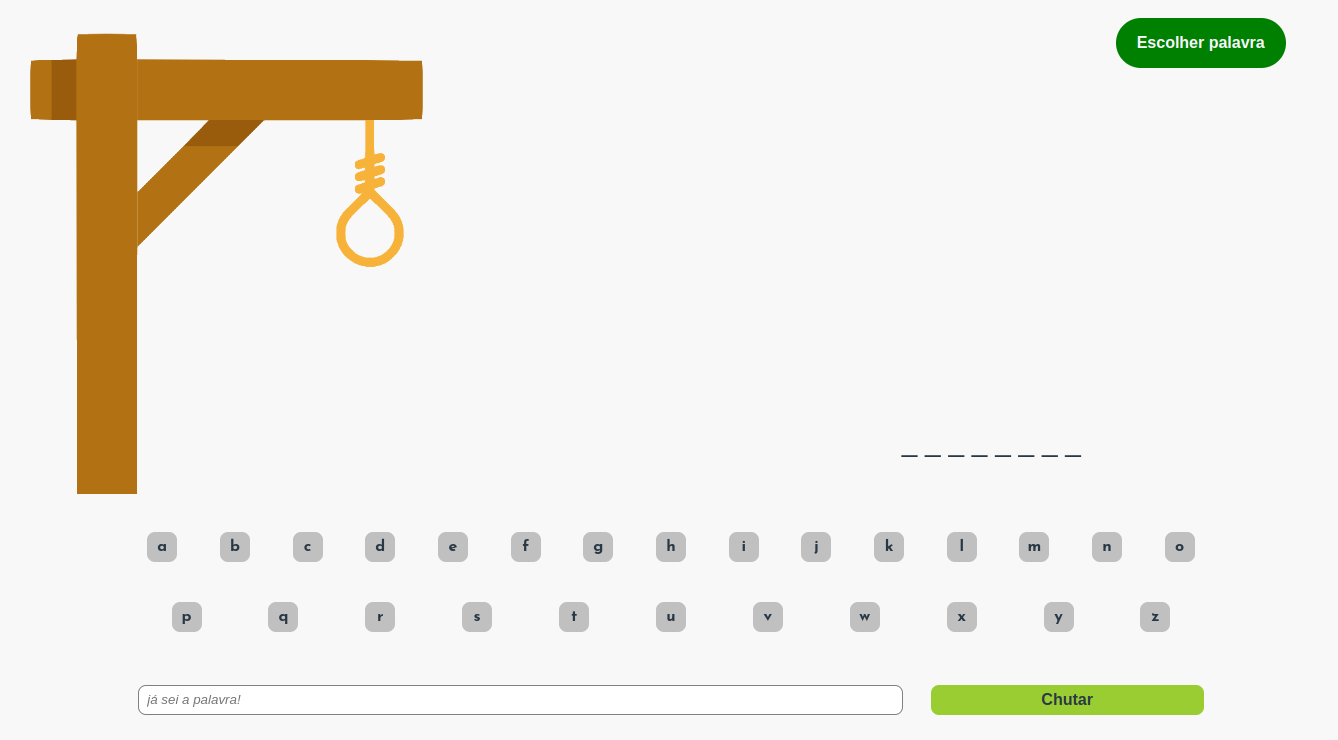 Escolher palavra
_ _ _ _ _ _ _ _
a b c d e f g h i j k l m n o
p q r s t u v w x y z
já sei a palavra! Chutar